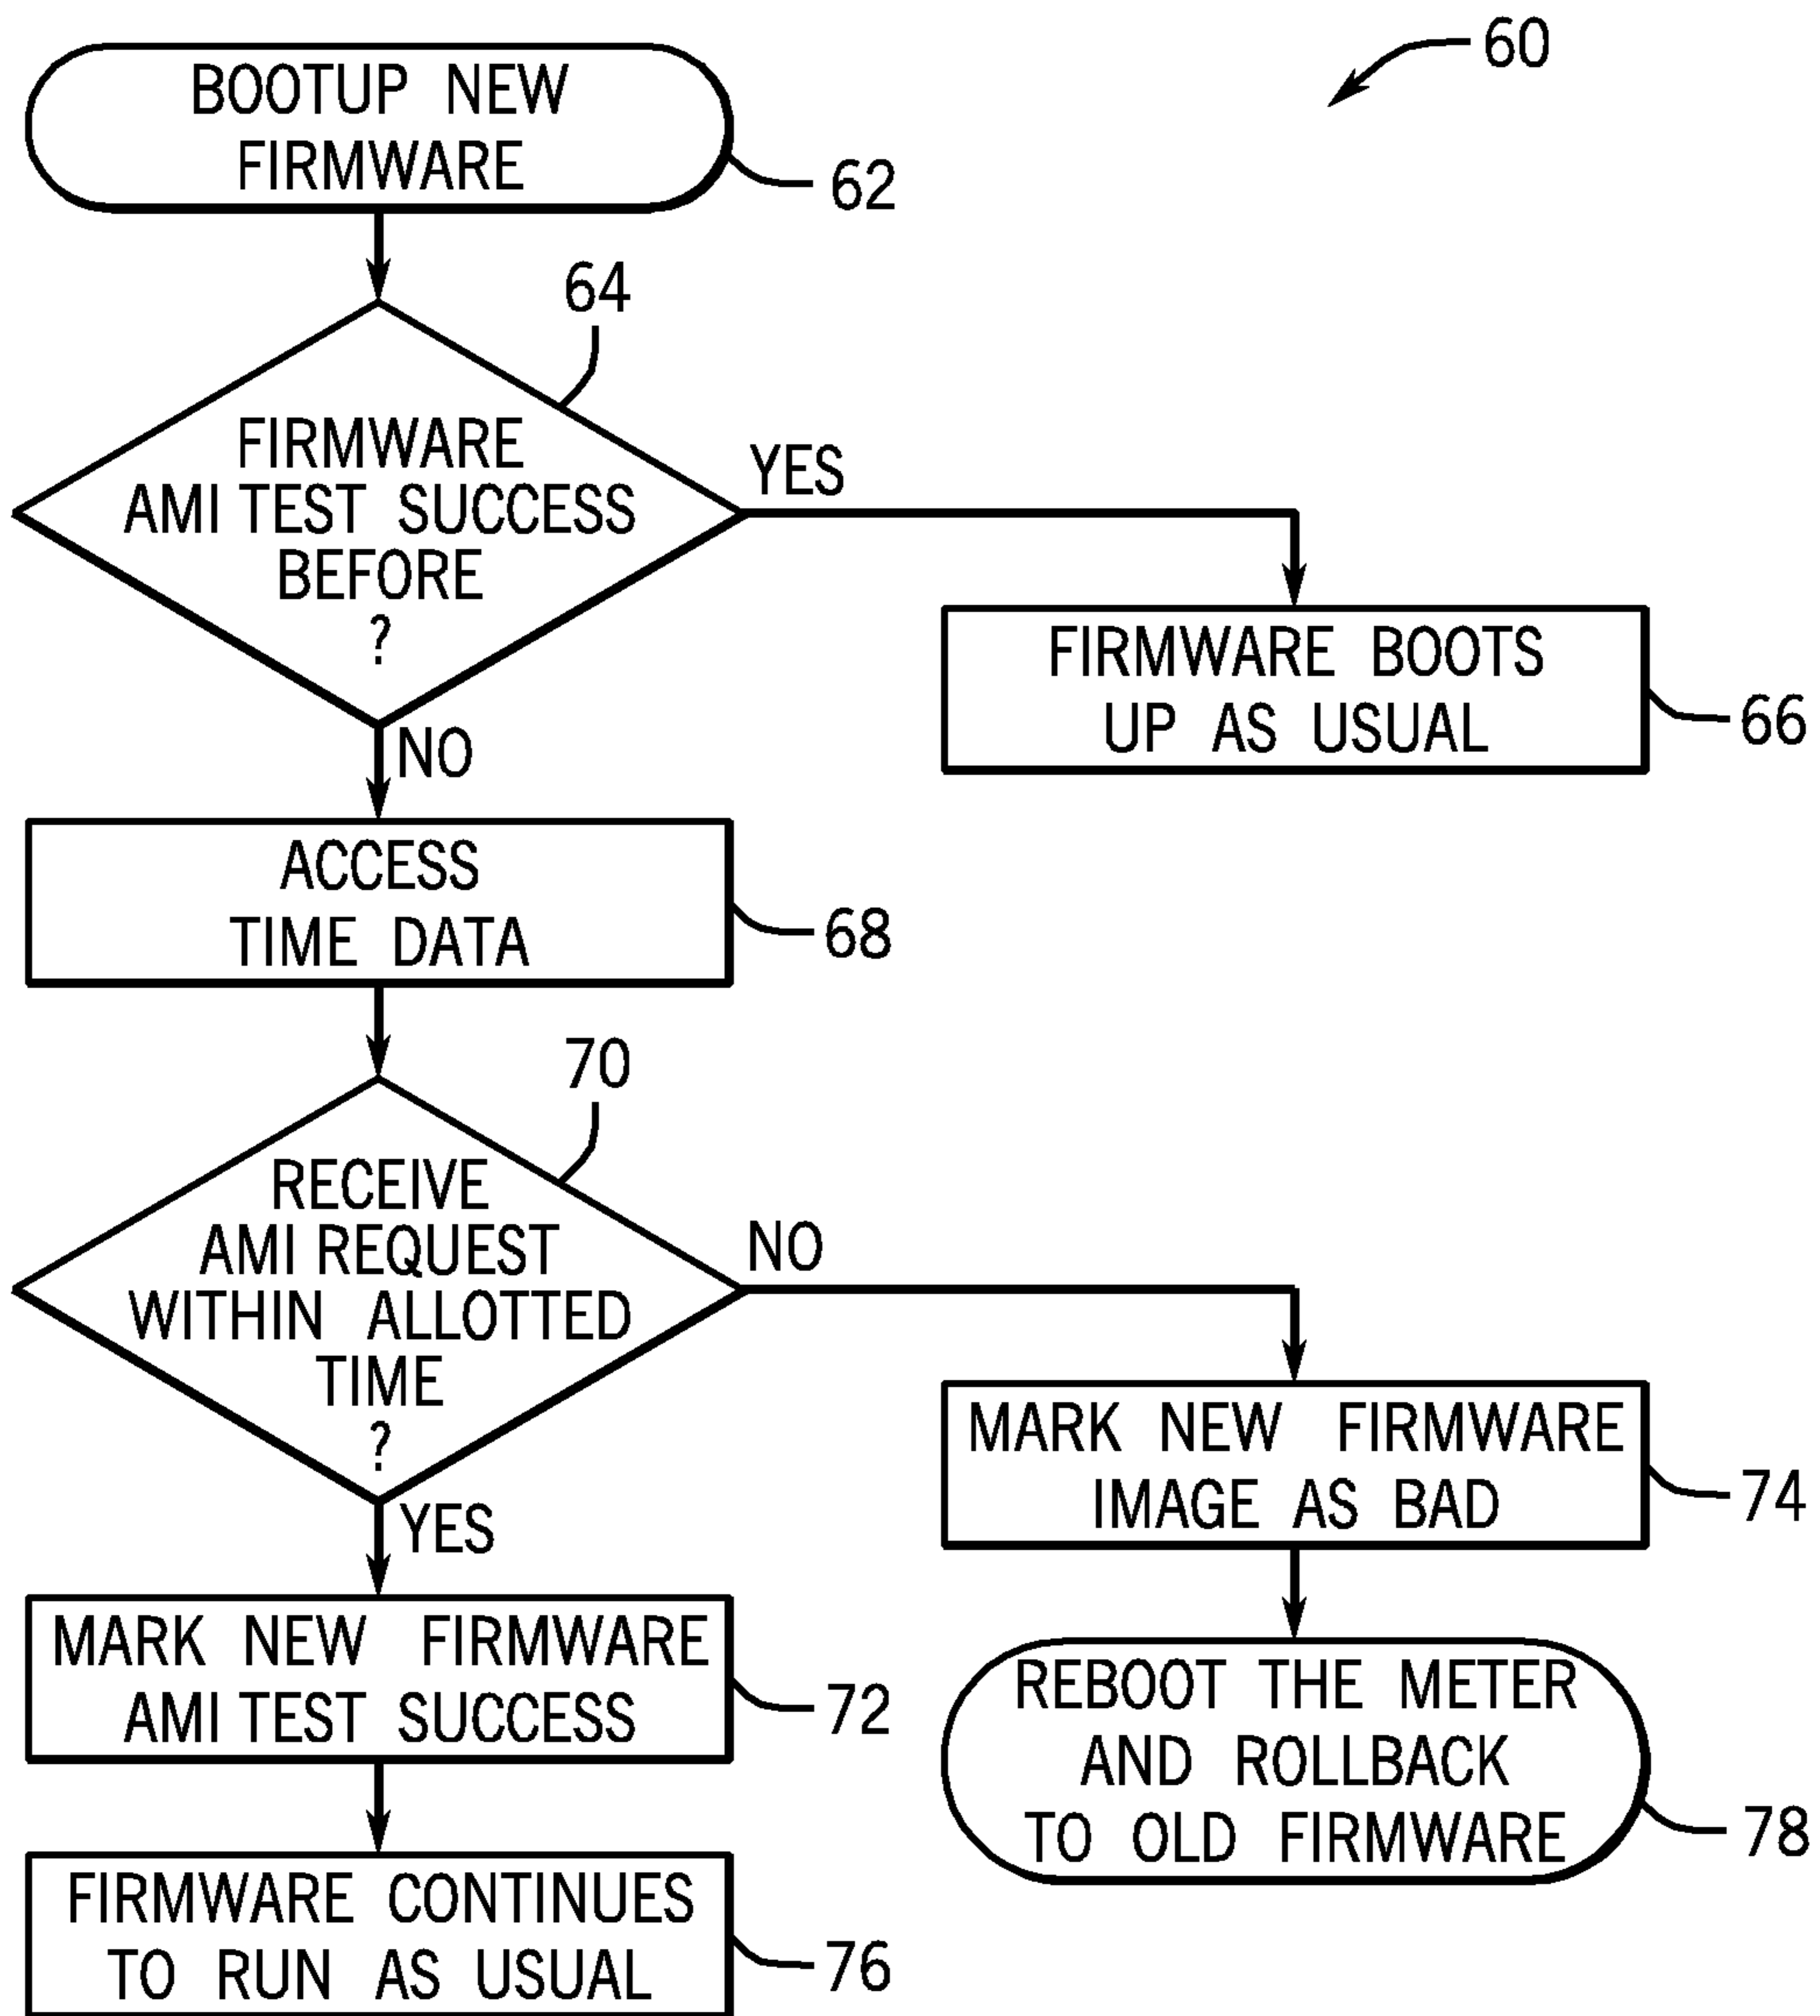 60
BOOTUP NEW
FIRMWARE
62
64
FIRMWARE
AMI TEST SUCCESS
BEFORE
?
YES
NO
FIRMWARE BOOTS
UP AS USUAL
66
ACCESS
TIME DATA
68
70
RECEIVE
AMI REQUEST
WITHIN ALLOTTED
TIME
?
NO
YES
MARK NEW FIRMWARE
IMAGE AS BAD
74
MARK NEW FIRMWARE
AMI TEST SUCCESS
72
REBOOT THE METER
AND ROLLBACK
TO OLD FIRMWARE
78
FIRMWARE CONTINUES
TO RUN AS USUAL
76